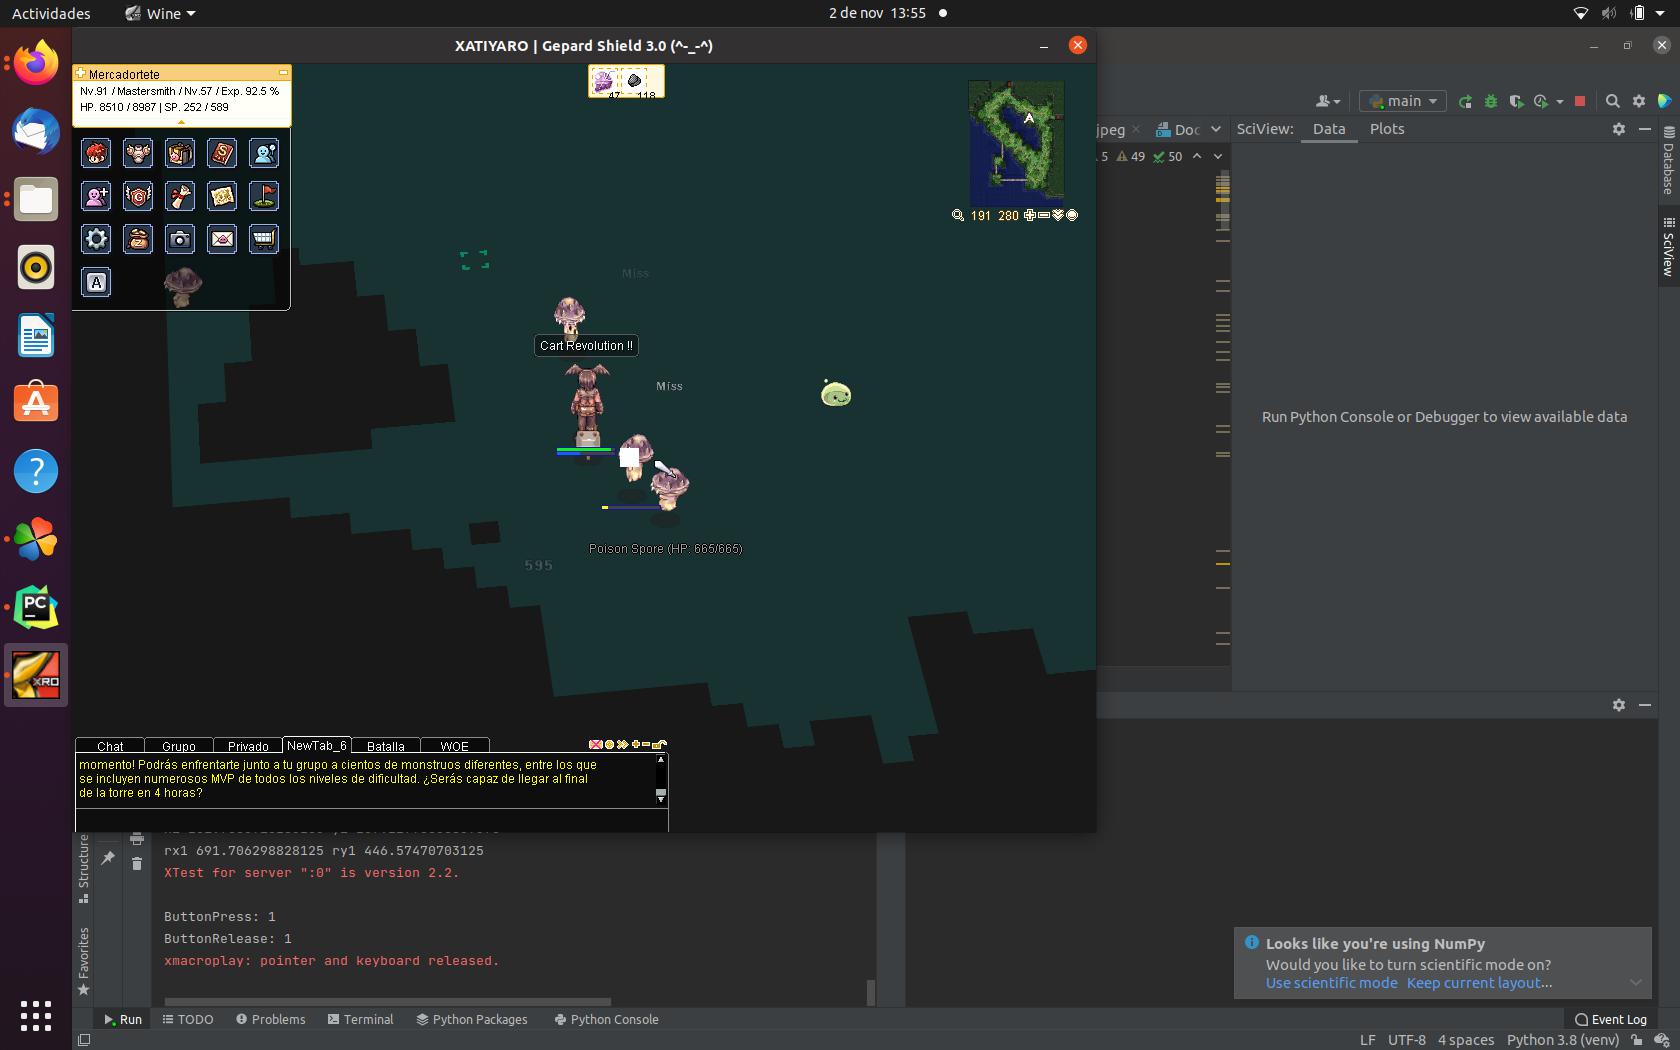 Actividades
Wine
2 de nov 13:55
XATIYARO | Gepard Shield 3.0 (^-_-^)
Mercadortete
Nv.91 / Mastersmith / Nv.57 / Exp. 92.5 %
HP. 8510 / 8987 | SP. 252 / 589
47
118
191 280
A
Miss
Cart Revolution !!
Miss
Poison Spore (HP: 665/665)
595
Chat
Grupo
Privado
NewTab_6
Batalla
WOE
momento! Podrás enfrentarte junto a tu grupo a cientos de monstruos diferentes, entre los que
se incluyen numerosos MVP de todos los niveles de dificultad. ¿Serás capaz de llegar al final
de la torre en 4 horas?
XRO
PC
main
jpeg
Doc
5
49
50
SciView:
Data
Plots
Database
SciView
Run Python Console or Debugger to view available data
rx1 691.706298828125 ry1 446.57470703125
XTest for server ":0" is version 2.2.
ButtonPress: 1
ButtonRelease: 1
xmacroplay: pointer and keyboard released.
Structure
Favorites
Looks like you're using NumPy
Would you like to turn scientific mode on?
Use scientific mode Keep current layout...
Run
TODO
Problems
Terminal
Python Packages
Python Console
Event Log
LF UTF-8 4 spaces Python 3.8 (venv)